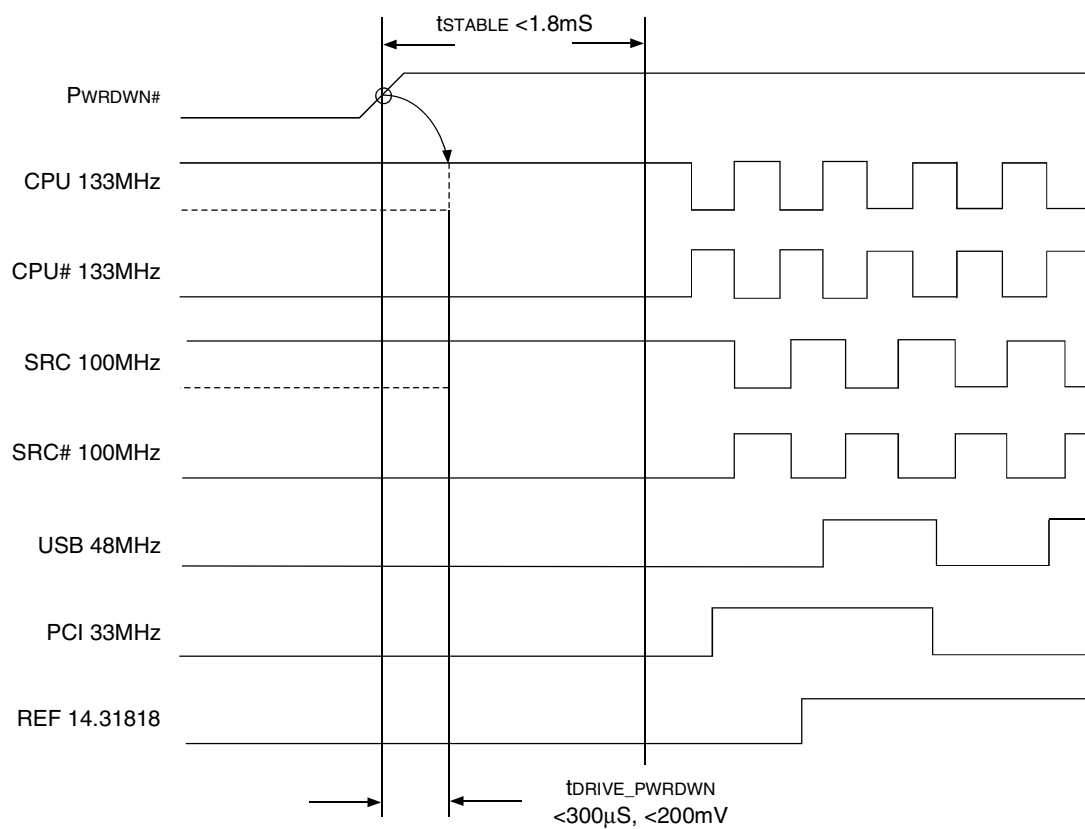 tSTABLE <1.8mS
PWRDWN#
CPU 133MHz
CPU# 133MHz
SRC 100MHz
SRC# 100MHz
USB 48MHz
PCI 33MHz
REF 14.31818
tDRIVE_PWRDWN
<300μS, <200mV